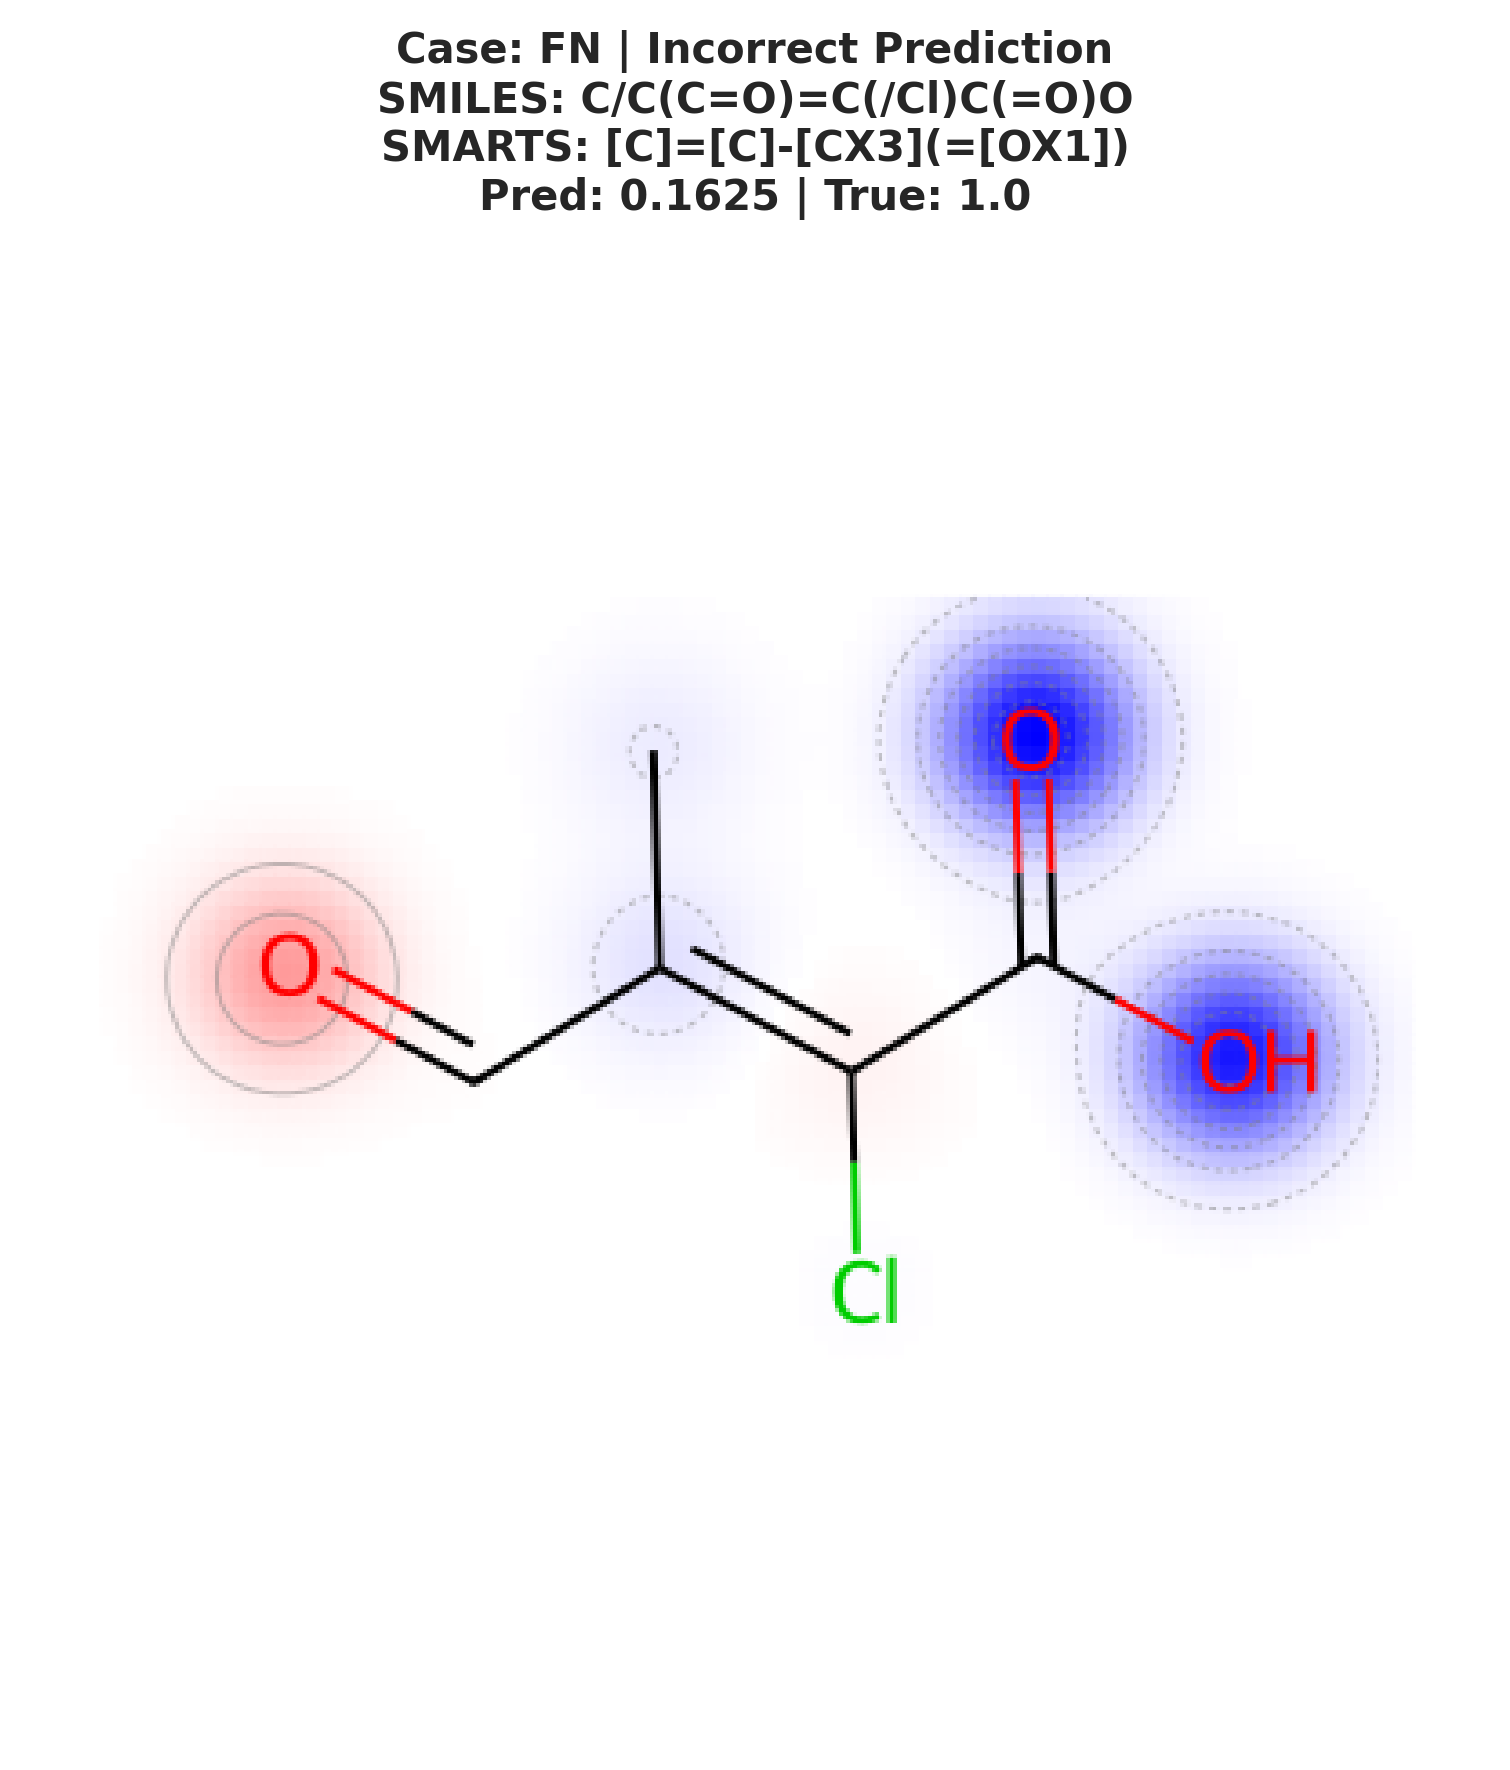 Case: FN | Incorrect Prediction
SMILES: C/C(C=O)=C(/Cl)C(=O)O
SMARTS: [C]=[C]-[CX3](=[OX1])
Pred: 0.1625 | True: 1.0
O
O
OH
Cl